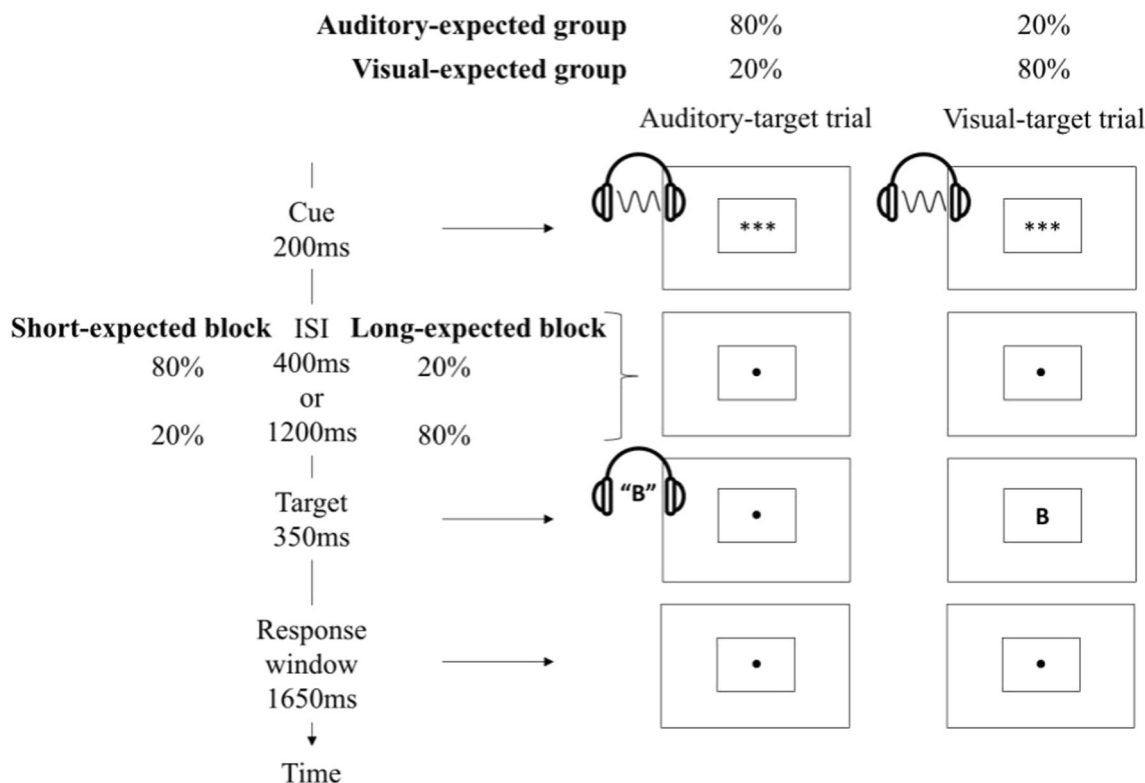 Auditory-expected group 80% 20%
Visual-expected group 20% 80%
Auditory-target trial Visual-target trial
Cue
200ms
*** ***
Short-expected block ISI Long-expected block
80% 400ms 20%
or
20% 1200ms 80%
Target
350ms
“B” B
Response
window
1650ms
Time